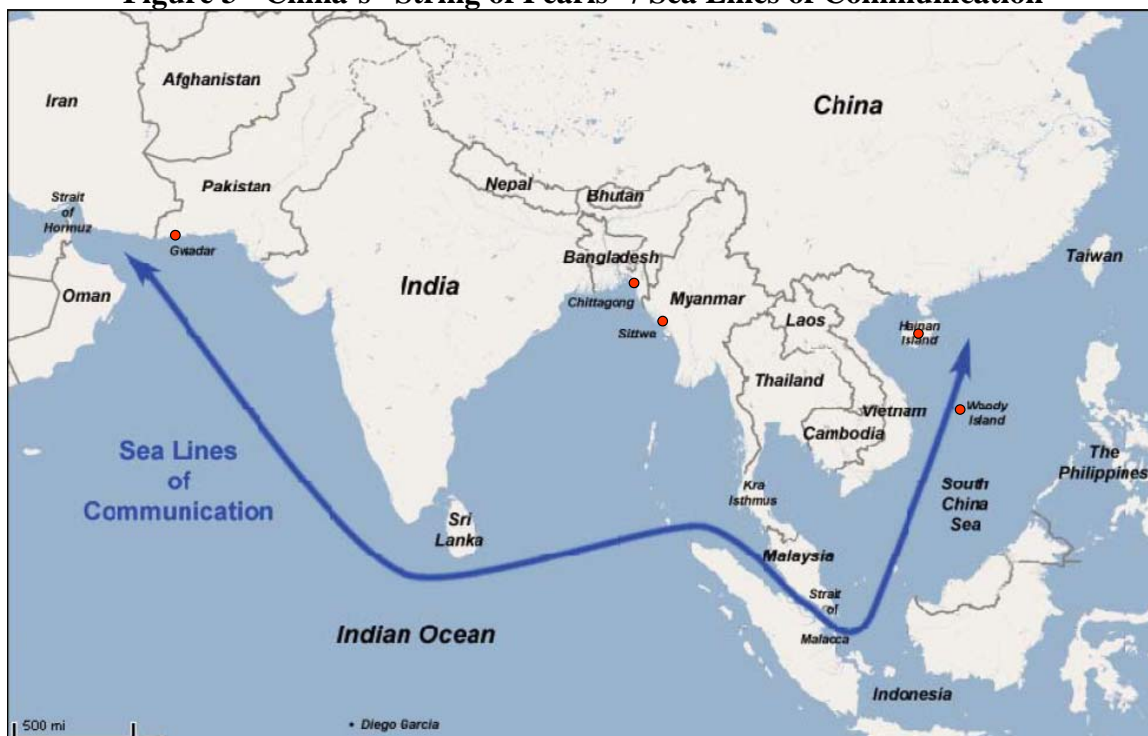 Figure 3 - China's "String of Pearls" / Sea Lines of Communication
Afghanistan
Iran
China
Pakistan
Strait
of
Hormuz
Nepal
Bhutan
Gwadar
Bangladesh
Taiwan
Oman
India
Chittagong
Myanmar
Laos
Hainan
Island
Sittwe
Thailand
Vietnam
Woody
Island
Cambodia
Sea Lines
of
Communication
The
Philippines
Kra
Isthmus
South
China
Sea
Sri
Lanka
Malaysia
Strait
of
Malacca
Indian Ocean
Indonesia
500 mi
Diego Garcia